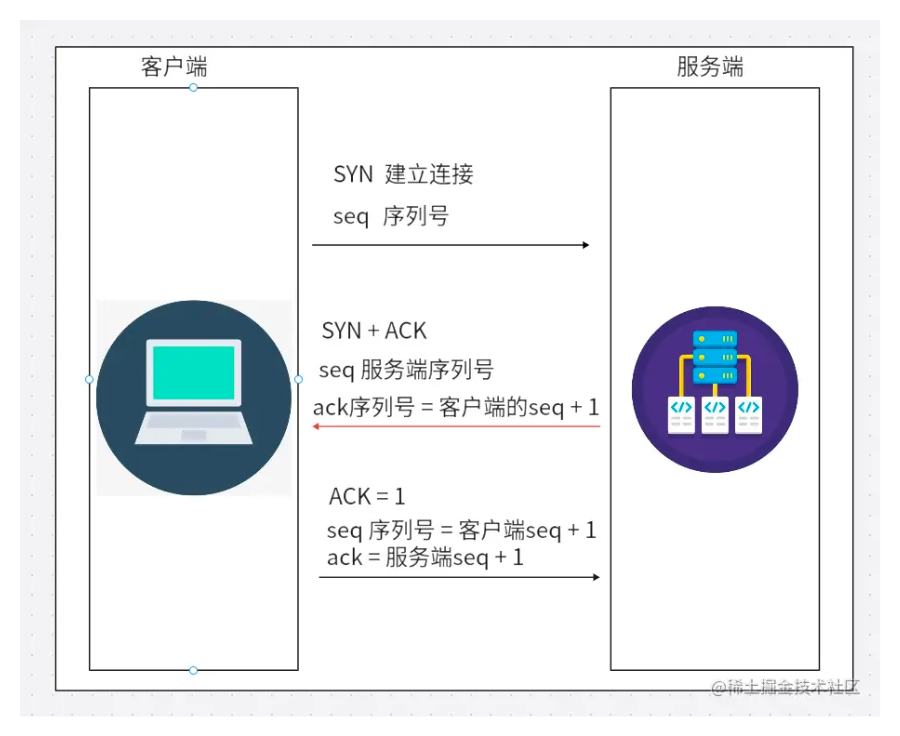 客户端
服务端
SYN 建立连接
seq 序列号
SYN + ACK
seq 服务端序列号
ack序列号 = 客户端的seq + 1
ACK = 1
seq 序列号 = 客户端seq + 1
ack = 服务端seq + 1
@稀土掘金技术社区